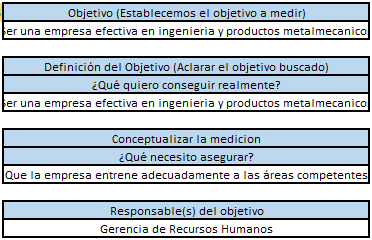 Objetivo (Establecemos el objetivo a medir)
Ser una empresa efectiva en ingenieria y productos metalmecanicos
Definición del Objetivo (Aclarar el objetivo buscado)
¿Qué quiero conseguir realmente?
Ser una empresa efectiva en ingenieria y productos metalmecanicos
Conceptualizar la medicion
¿Qué necesito asegurar?
Que la empresa entrene adecuadamente a las áreas competentes
Responsable(s) del objetivo
Gerencia de Recursos Humanos